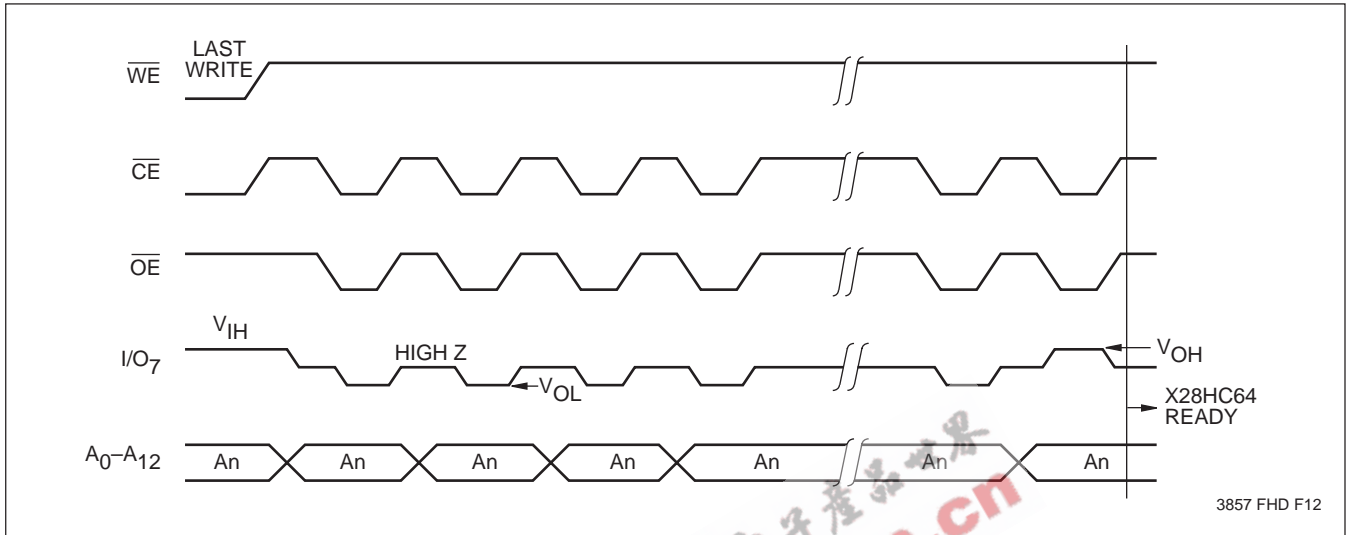 LAST
WRITE
WE
CE
OE
VIH
I/O7
HIGH Z
VOL
VOH
X28HC64
READY
A0–A12
An An An An An An An
3857 FHD F12